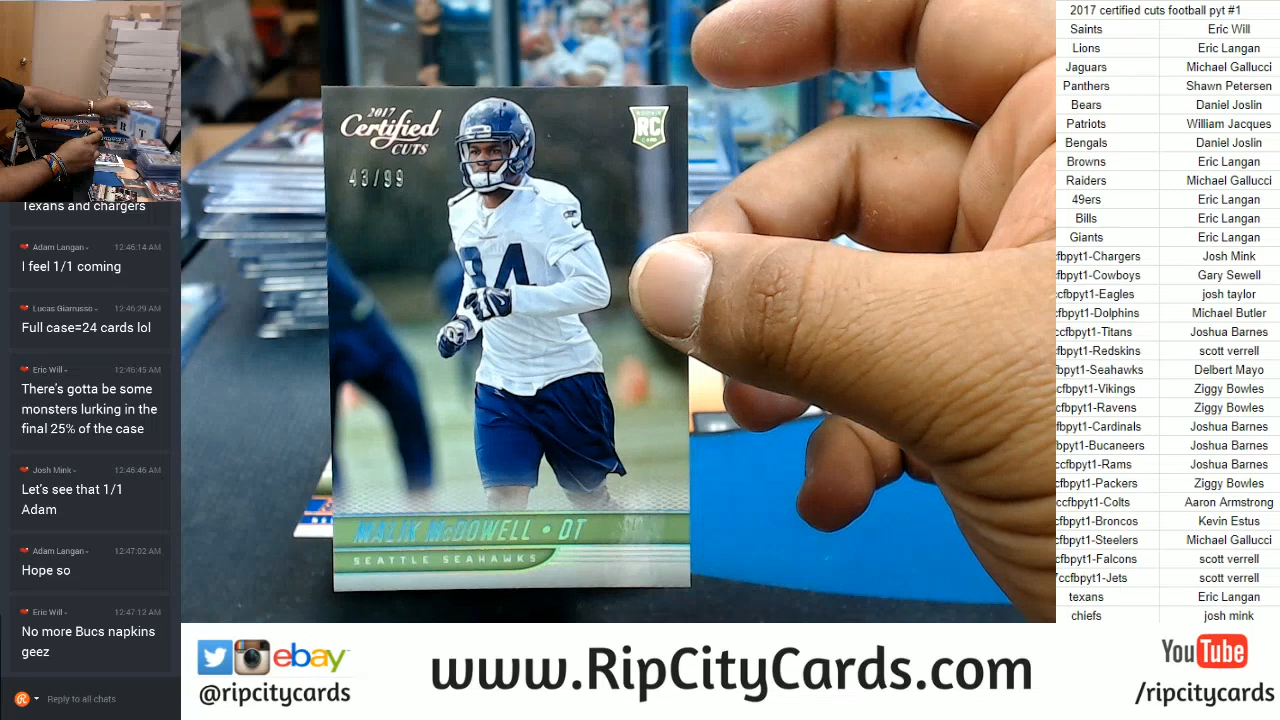 Texans and chargers
Adam Langan 12:46:14 AM
I feel 1/1 coming
Lucas Giarrusso 12:46:29 AM
Full case=24 cards lol
Eric Will 12:46:45 AM
There's gotta be some
monsters lurking in the
final 25% of the case
Josh Mink 12:46:46 AM
Let's see that 1/1
Adam
Adam Langan 12:47:02 AM
Hope so
Eric Will 12:47:12 AM
No more Bucs napkins
geez
Reply to all chats
2017
Certified
CUTS
43/99
RC
MALIK McDOWELL • DT
SEATTLE SEAHAWKS
2017 certified cuts football pyt #1
Saints Eric Will
Lions Eric Langan
Jaguars Michael Gallucci
Panthers Shawn Petersen
Bears Daniel Joslin
Patriots William Jacques
Bengals Daniel Joslin
Browns Eric Langan
Raiders Michael Gallucci
49ers Eric Langan
Bills Eric Langan
Giants Eric Langan
cfbpyt1-Chargers Josh Mink
cfbpyt1-Cowboys Gary Sewell
ccfbpyt1-Eagles josh taylor
cfbpyt1-Dolphins Michael Butler
ccfbpyt1-Titans Joshua Barnes
cfbpyt1-Redskins scott verrell
fbpyt1-Seahawks Delbert Mayo
ccfbpyt1-Vikings Ziggy Bowles
cfbpyt1-Ravens Ziggy Bowles
cfbpyt1-Cardinals Joshua Barnes
bpyt1-Bucaneers Joshua Barnes
ccfbpyt1-Rams Joshua Barnes
cfbpyt1-Packers Ziggy Bowles
ccfbpyt1-Colts Aaron Armstrong
cfbpyt1-Broncos Kevin Estus
cfbpyt1-Steelers Michael Gallucci
cfbpyt1-Falcons scott verrell
ccfbpyt1-Jets scott verrell
texans Eric Langan
chiefs josh mink
ebay
@ripcitycards
www.RipCityCards.com
YouTube
/ripcitycards